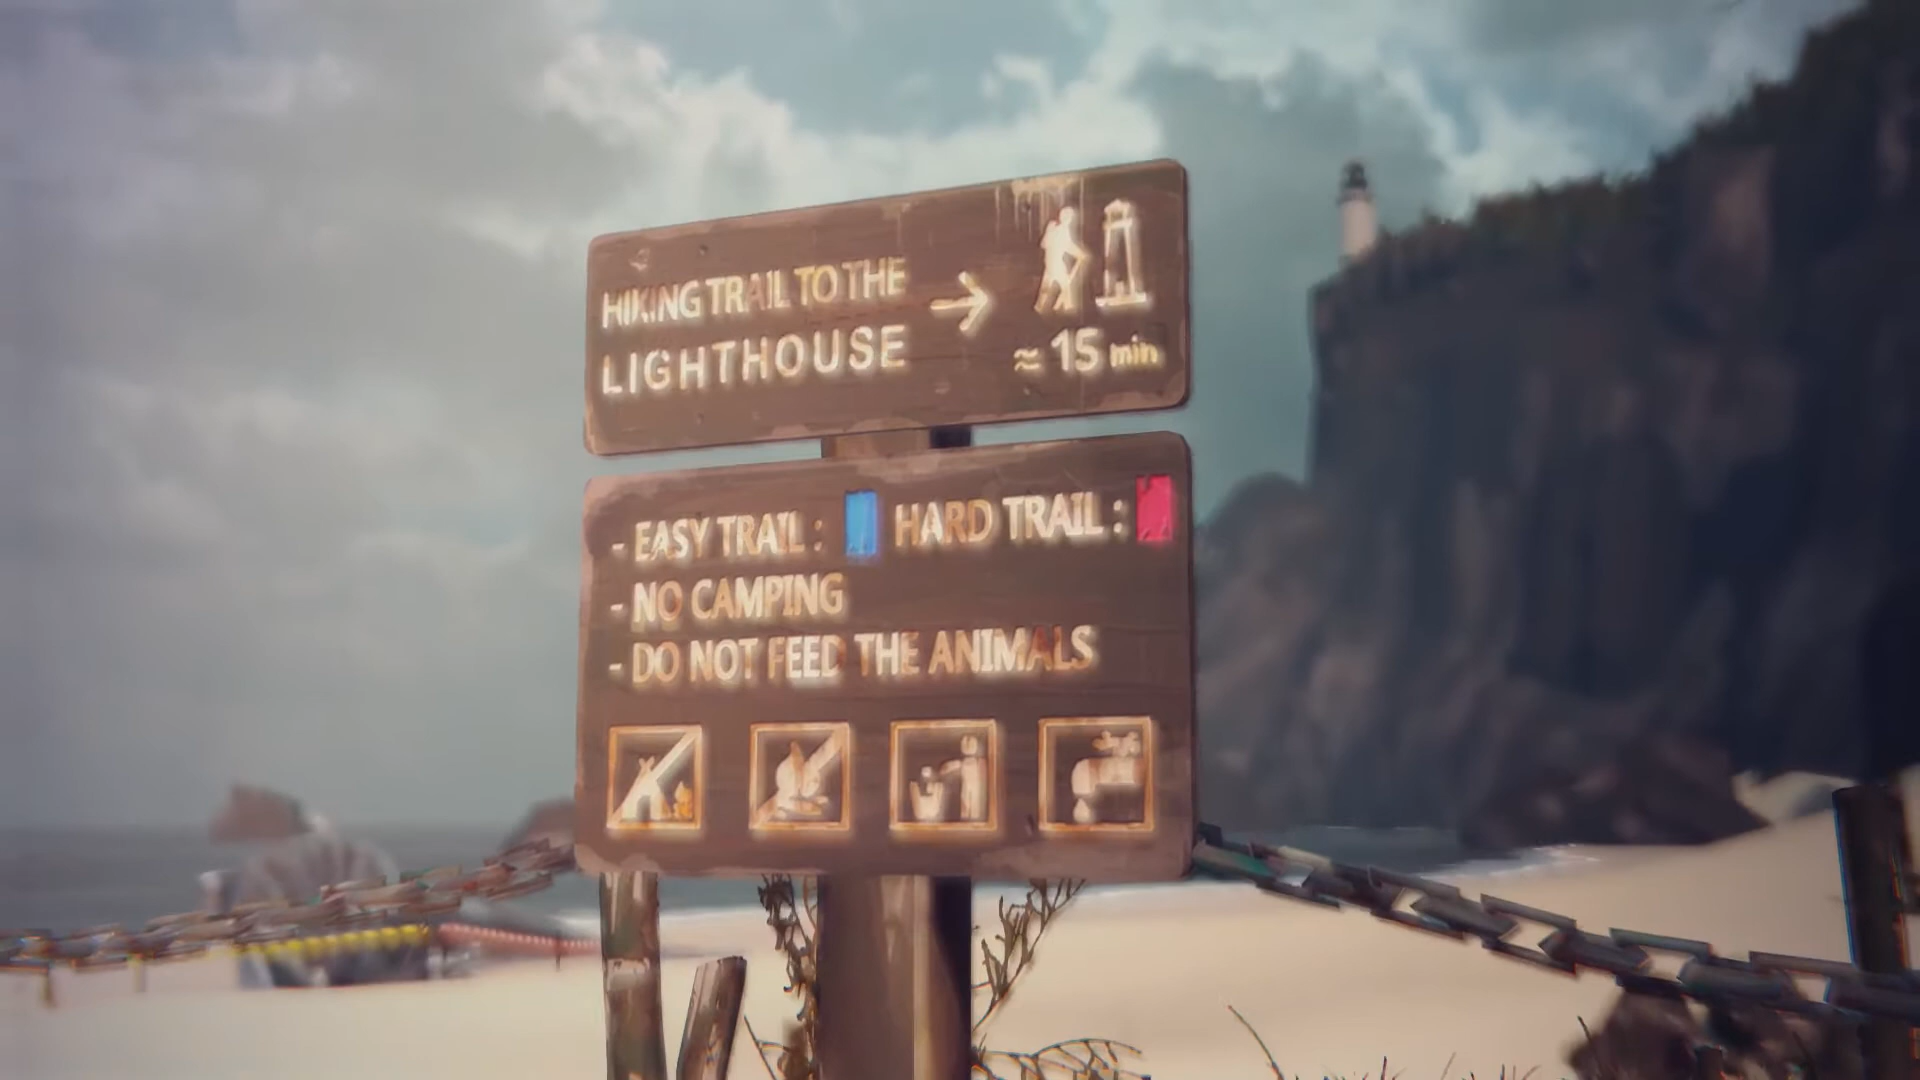 HIKING TRAIL TO THE
LIGHTHOUSE →
≈ 15 min
- EASY TRAIL : HARD TRAIL :
- NO CAMPING
- DO NOT FEED THE ANIMALS